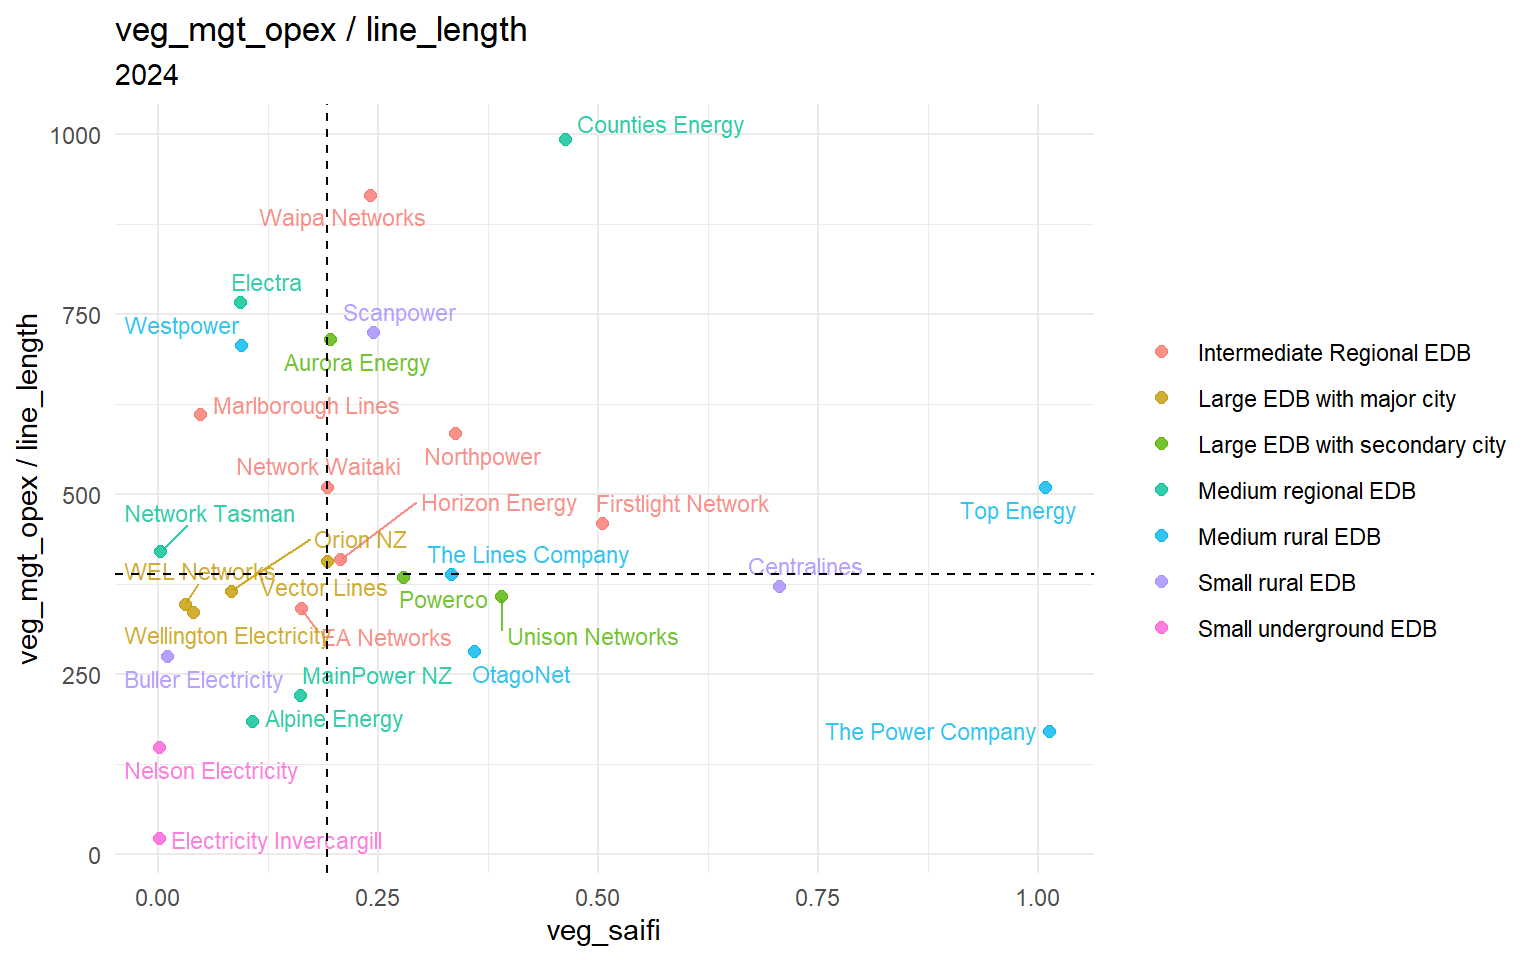 veg_mgt_opex / line_length
2024
veg_mgt_opex / line_length
1000
750
500
250
0
Counties Energy
Waipa Networks
Electra
Westpower
Scanpower
Aurora Energy
Marlborough Lines
Northpower
Network Waitaki
Horizon Energy
Firstlight Network
Top Energy
Network Tasman
Orion NZ
The Lines Company
Centralines
WEL Networks
Vector Lines
Powerco
Wellington Electricity
EA Networks
Unison Networks
Buller Electricity
MainPower NZ
OtagoNet
Alpine Energy
The Power Company
Nelson Electricity
Electricity Invercargill
0.00
0.25
0.50
0.75
1.00
veg_saifi
Intermediate Regional EDB
Large EDB with major city
Large EDB with secondary city
Medium regional EDB
Medium rural EDB
Small rural EDB
Small underground EDB